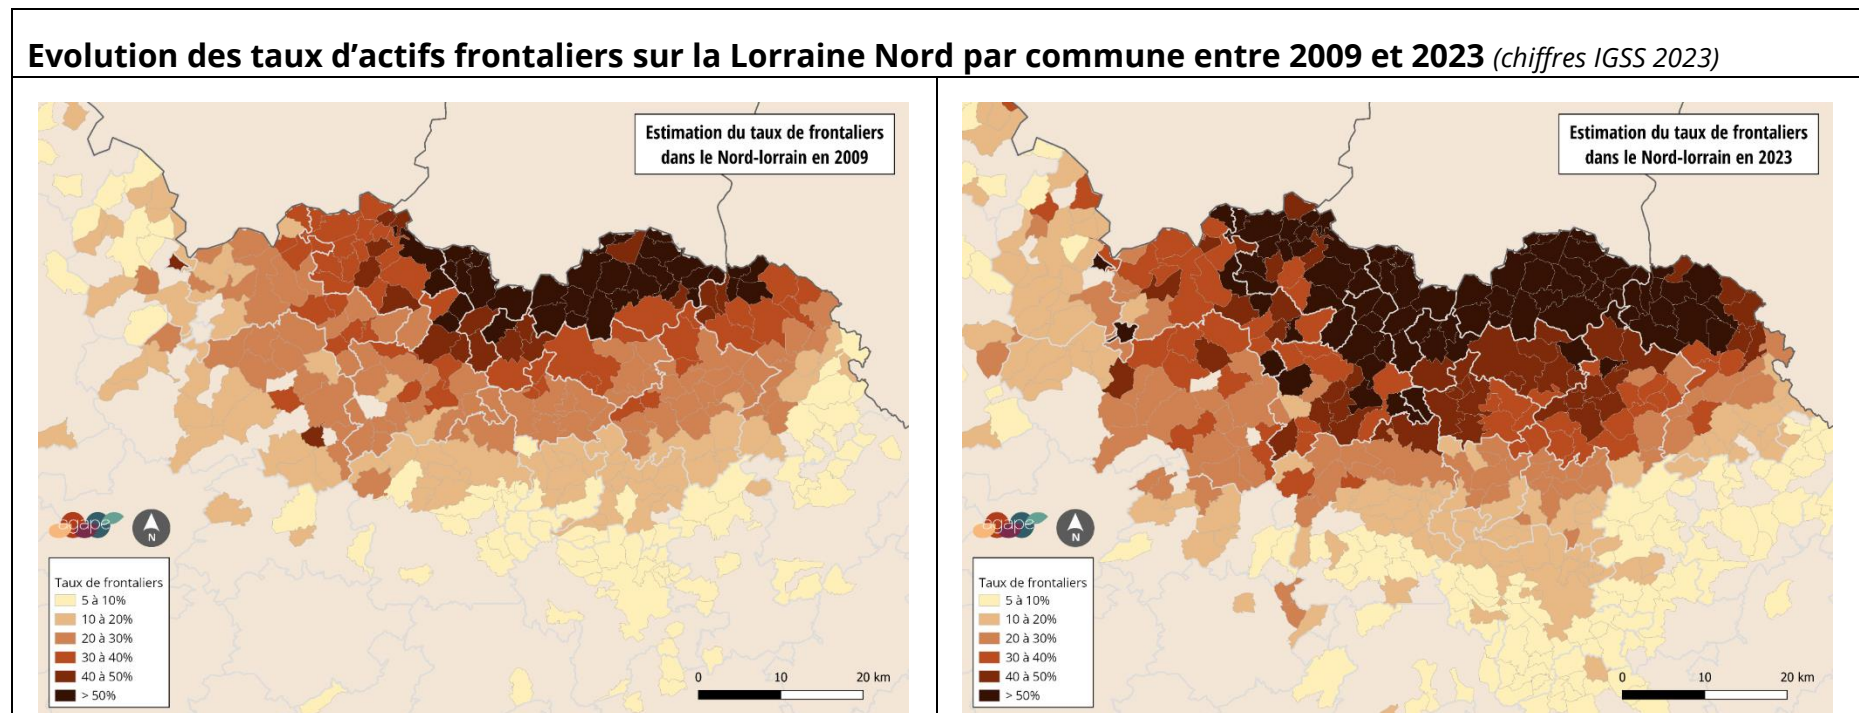 Evolution des taux d’actifs frontaliers sur la Lorraine Nord par commune entre 2009 et 2023 (chiffres IGSS 2023)
Estimation du taux de frontaliers
dans le Nord-lorrain en 2009
agape
N
Taux de frontaliers
5 à 10%
10 à 20%
20 à 30%
30 à 40%
40 à 50%
> 50%
0 10 20 km
Estimation du taux de frontaliers
dans le Nord-lorrain en 2023
agape
N
Taux de frontaliers
5 à 10%
10 à 20%
20 à 30%
30 à 40%
40 à 50%
> 50%
0 10 20 km